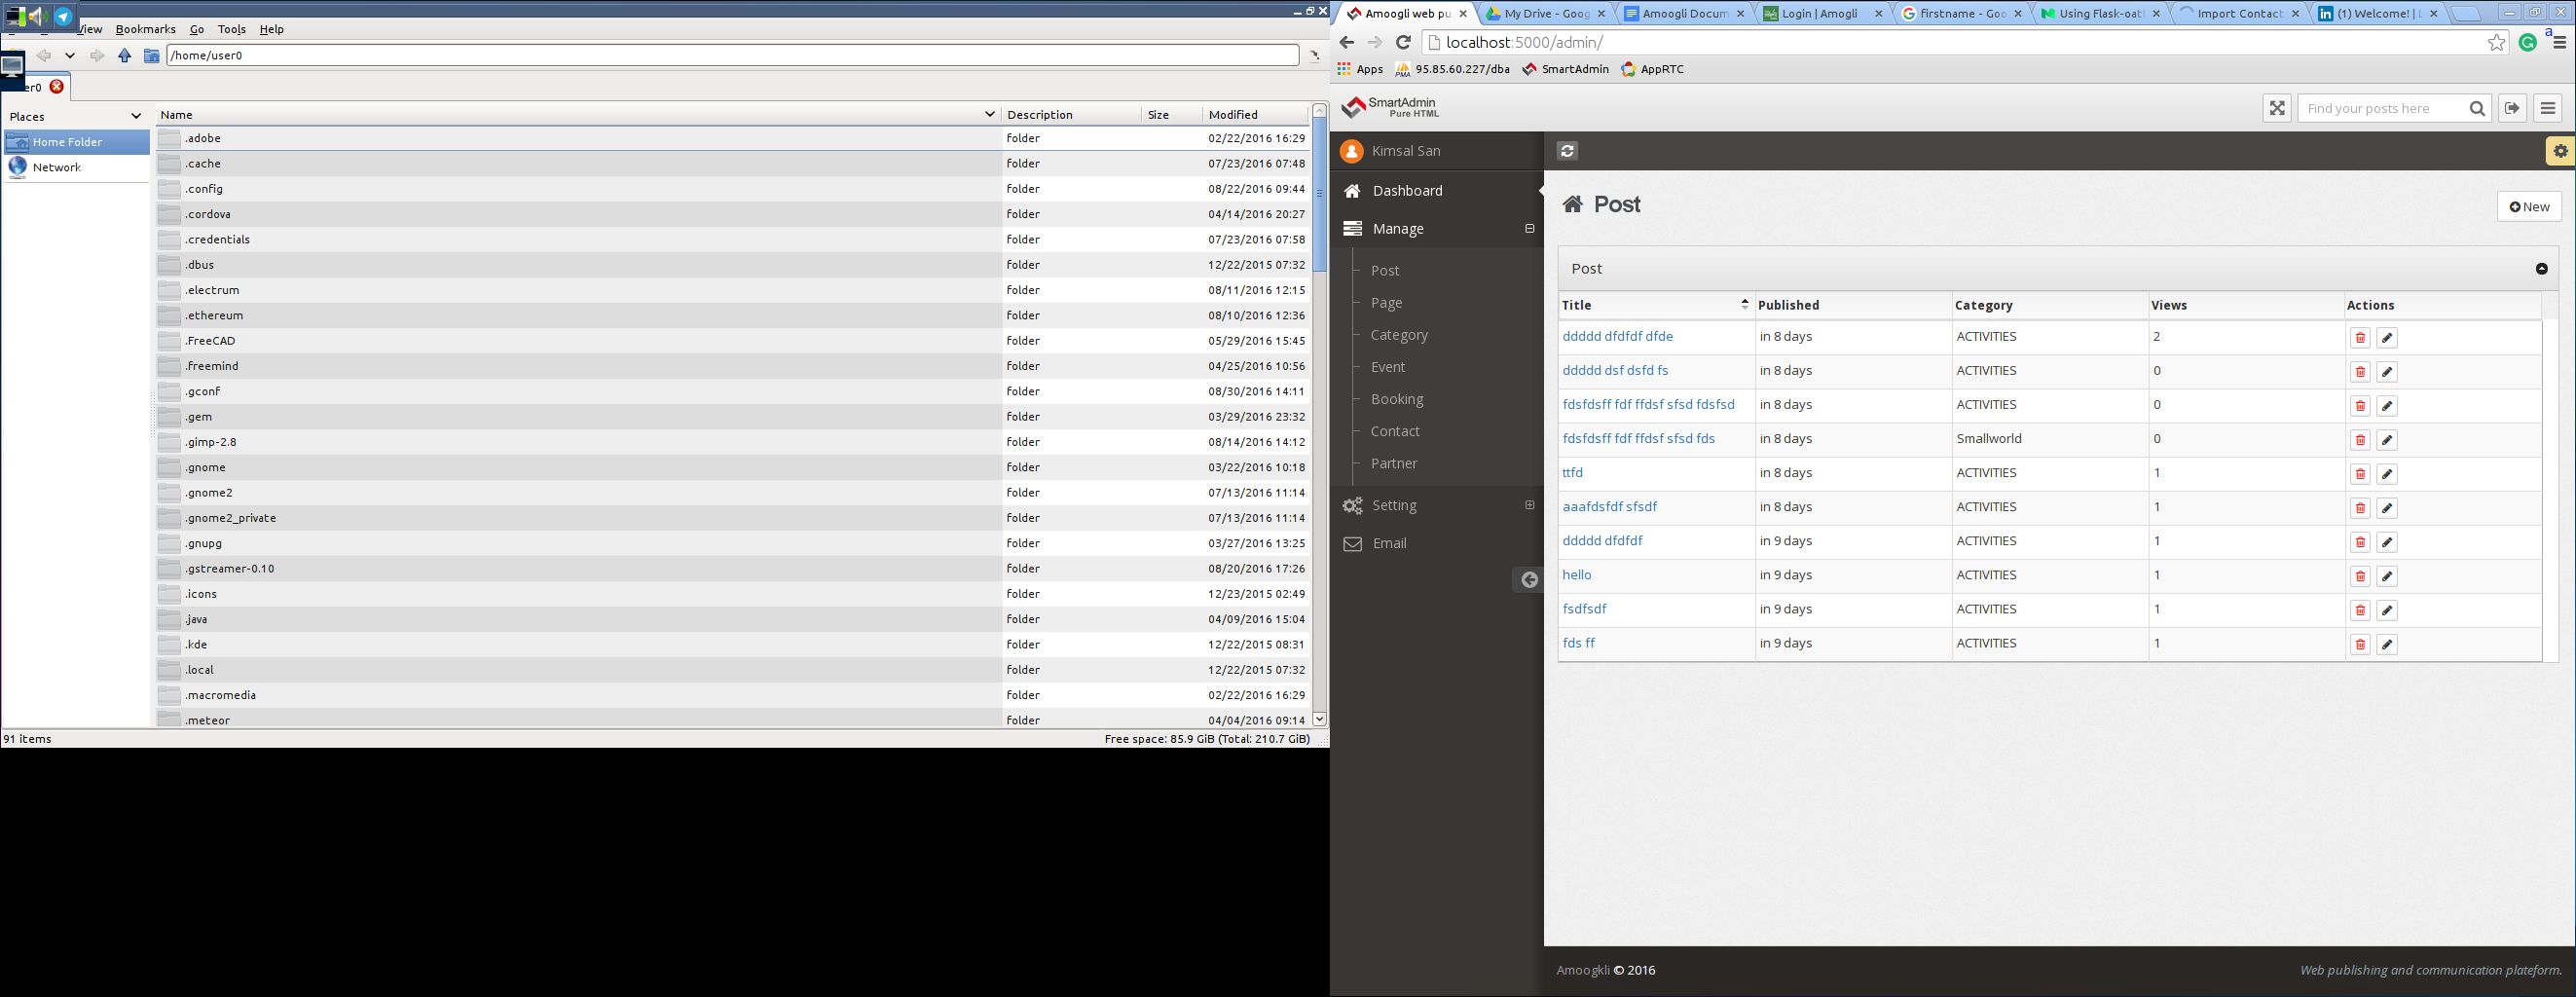 View Bookmarks Go Tools Help
/home/user0
er0
Places
Home Folder
Network
Name Description Size Modified
.adobe folder 02/22/2016 16:29
.cache folder 07/23/2016 07:48
.config folder 08/22/2016 09:44
.cordova folder 04/14/2016 20:27
.credentials folder 07/23/2016 07:58
.dbus folder 12/22/2015 07:32
.electrum folder 08/11/2016 12:15
.ethereum folder 08/10/2016 12:36
.FreeCAD folder 05/29/2016 15:45
.freemind folder 04/25/2016 10:56
.gconf folder 08/30/2016 14:11
.gem folder 03/29/2016 23:32
.gimp-2.8 folder 08/14/2016 14:12
.gnome folder 03/22/2016 10:18
.gnome2 folder 07/13/2016 11:14
.gnome2_private folder 07/13/2016 11:14
.gnupg folder 03/27/2016 13:25
.gstreamer-0.10 folder 08/20/2016 17:26
.icons folder 12/23/2015 02:49
.java folder 04/09/2016 15:04
.kde folder 12/22/2015 08:31
.local folder 12/22/2015 07:32
.macromedia folder 02/22/2016 16:29
.meteor folder 04/04/2016 09:14
91 items Free space: 85.9 GiB (Total: 210.7 GiB)
Amoogli web pu My Drive - Goog Amoogli Docum Login | Amogli firstname - Goo Using Flask-oat Import Contact (1) Welcome! | L
localhost:5000/admin/
a
Apps 95.85.60.227/dba SmartAdmin AppRTC
SmartAdmin
Pure HTML
Find your posts here
Kimsal San
Dashboard
Manage
Post
Page
Category
Event
Booking
Contact
Partner
Setting
Email
Post
New
Post
Title Published Category Views Actions
ddddd dfdfdf dfde in 8 days ACTIVITIES 2
ddddd dsf dsfd fs in 8 days ACTIVITIES 0
fdsfdsff fdf ffdsf sfsd fdsfsd in 8 days ACTIVITIES 0
fdsfdsff fdf ffdsf sfsd fds in 8 days Smallworld 0
ttfd in 8 days ACTIVITIES 1
aaafdsfdf sfsdf in 8 days ACTIVITIES 1
ddddd dfdfdf in 9 days ACTIVITIES 1
hello in 9 days ACTIVITIES 1
fsdfsdf in 9 days ACTIVITIES 1
fds ff in 9 days ACTIVITIES 1
Amoogkli © 2016
Web publishing and communication plateform.